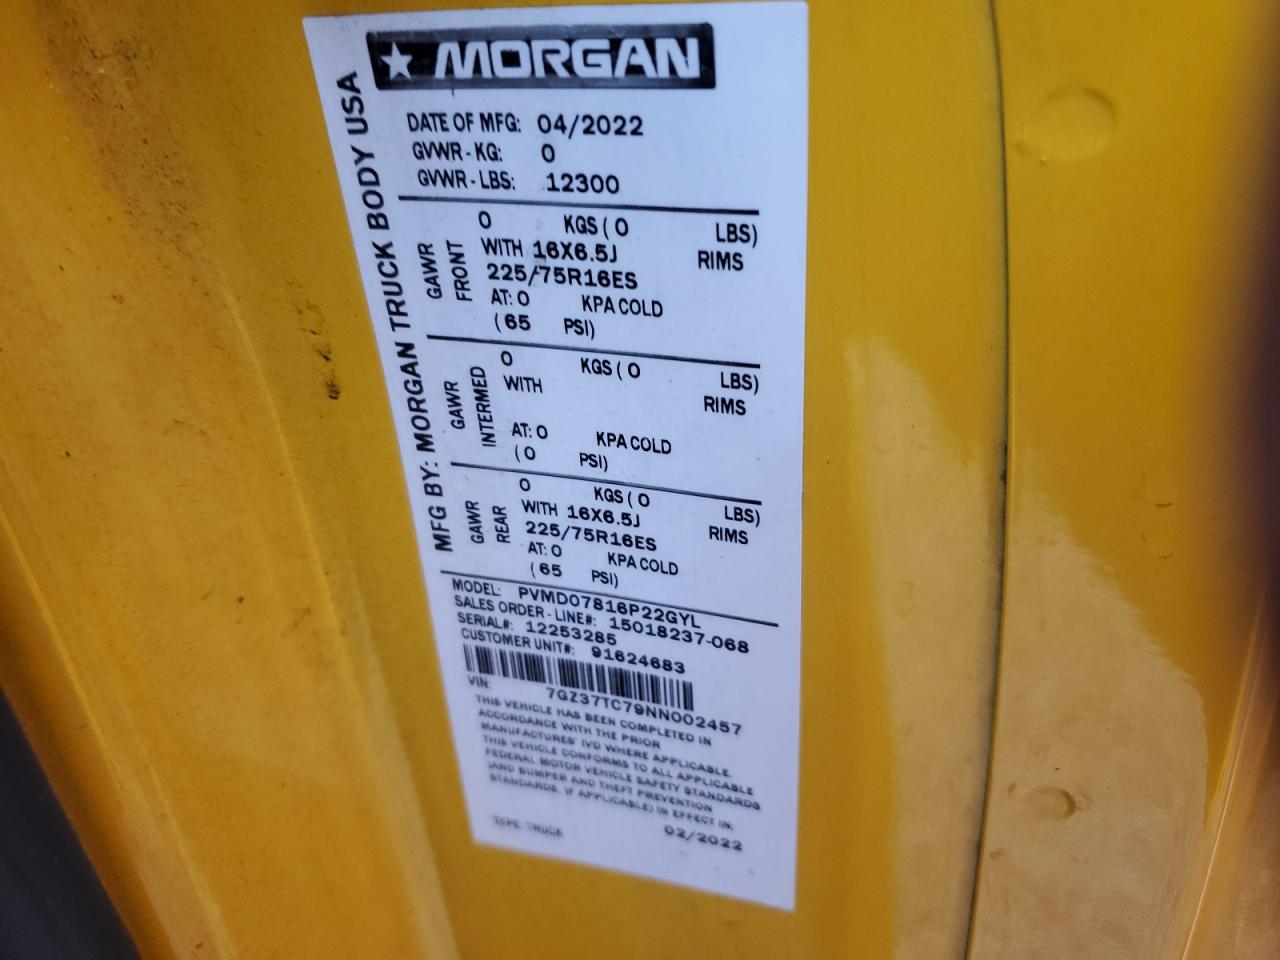 MORGAN
MFG BY: MORGAN TRUCK BODY USA
DATE OF MFG: 04/2022
GVWR - KG: 0
GVWR - LBS: 12300
GAWR FRONT
0 KGS ( 0 LBS)
WITH 16X6.5J RIMS
225/75R16ES
AT: 0 KPA COLD
( 65 PSI)
GAWR INTERMED
0 KGS ( 0 LBS)
WITH RIMS
AT: 0 KPA COLD
( 0 PSI)
GAWR REAR
0 KGS ( 0 LBS)
WITH 16X6.5J RIMS
225/75R16ES
AT: 0 KPA COLD
( 65 PSI)
MODEL: PVMD07816P22GYL
SALES ORDER - LINE#: 15018237-068
SERIAL#: 12253285
CUSTOMER UNIT#: 91624683
VIN: 7GZ37TC79NN002457
THIS VEHICLE HAS BEEN COMPLETED IN
ACCORDANCE WITH THE PRIOR
MANUFACTURES' IVD WHERE APPLICABLE.
THIS VEHICLE CONFORMS TO ALL APPLICABLE
FEDERAL MOTOR VEHICLE SAFETY STANDARDS
(AND BUMPER AND THEFT PREVENTION
STANDARDS, IF APPLICABLE) IN EFFECT IN:
02/2022
TYPE: TRUCK